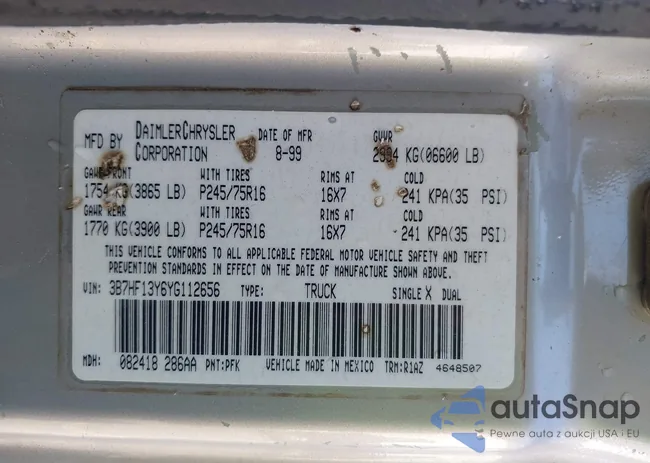 MFD BY DAIMLERCHRYSLER CORPORATION DATE OF MFR 8-99 GVWR 2994 KG(06600 LB)
GAWR FRONT WITH TIRES RIMS AT COLD
1754 KG(3865 LB) P245/75R16 16X7 241 KPA(35 PSI)
GAWR REAR WITH TIRES RIMS AT COLD
1770 KG(3900 LB) P245/75R16 16X7 241 KPA(35 PSI)
THIS VEHICLE CONFORMS TO ALL APPLICABLE FEDERAL MOTOR VEHICLE SAFETY AND THEFT
PREVENTION STANDARDS IN EFFECT ON THE DATE OF MANUFACTURE SHOWN ABOVE.
VIN: 3B7HF13Y6YG112656 TYPE: TRUCK SINGLE X DUAL
MDH: 082418 286AA PNT:PFK VEHICLE MADE IN MEXICO TRM:R1AZ 4648507
autaSnap
Pewne auta z aukcji USA i EU